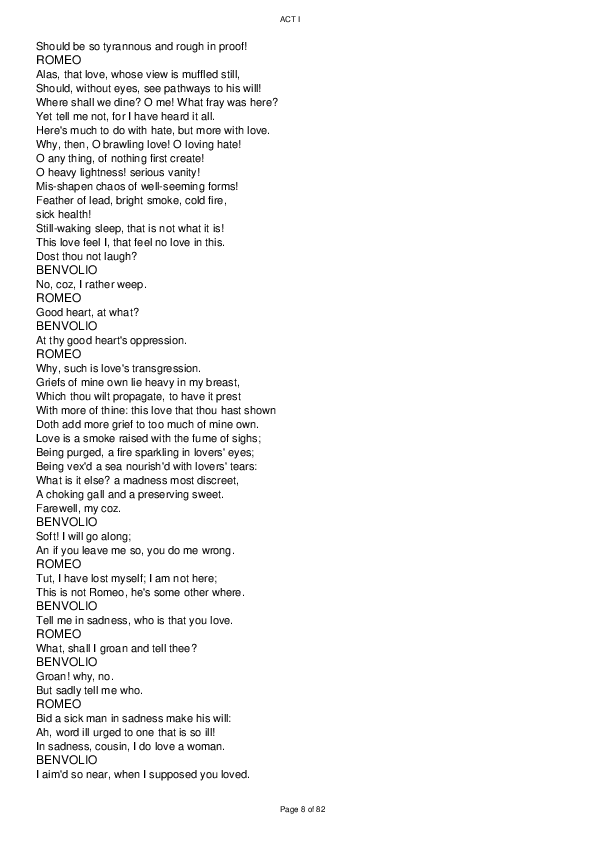 ACT I
Should be so tyrannous and rough in proof!
ROMEO
Alas, that love, whose view is muffled still,
Should, without eyes, see pathways to his will!
Where shall we dine? O me! What fray was here?
Yet tell me not, for I have heard it all.
Here's much to do with hate, but more with love.
Why, then, O brawling love! O loving hate!
O any thing, of nothing first create!
O heavy lightness! serious vanity!
Mis-shapen chaos of well-seeming forms!
Feather of lead, bright smoke, cold fire,
sick health!
Still-waking sleep, that is not what it is!
This love feel I, that feel no love in this.
Dost thou not laugh?
BENVOLIO
No, coz, I rather weep.
ROMEO
Good heart, at what?
BENVOLIO
At thy good heart's oppression.
ROMEO
Why, such is love's transgression.
Griefs of mine own lie heavy in my breast,
Which thou wilt propagate, to have it prest
With more of thine: this love that thou hast shown
Doth add more grief to too much of mine own.
Love is a smoke raised with the fume of sighs;
Being purged, a fire sparkling in lovers' eyes;
Being vex'd a sea nourish'd with lovers' tears:
What is it else? a madness most discreet,
A choking gall and a preserving sweet.
Farewell, my coz.
BENVOLIO
Soft! I will go along;
An if you leave me so, you do me wrong.
ROMEO
Tut, I have lost myself; I am not here;
This is not Romeo, he's some other where.
BENVOLIO
Tell me in sadness, who is that you love.
ROMEO
What, shall I groan and tell thee?
BENVOLIO
Groan! why, no.
But sadly tell me who.
ROMEO
Bid a sick man in sadness make his will:
Ah, word ill urged to one that is so ill!
In sadness, cousin, I do love a woman.
BENVOLIO
I aim'd so near, when I supposed you loved.
Page 8 of 82